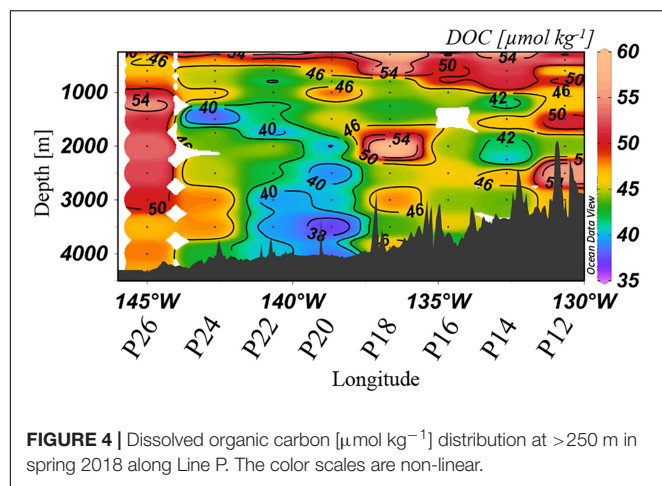 DOC [µmol kg⁻¹]
54 46 54 54 50 50
1000 54 40 46 46 42 46 50
40 46
2000 50 54 42
46 40 46
3000 50 40 46
38
4000 46
Depth [m]
60
55
50
45
40
35
Ocean Data View
145°W 140°W 135°W 130°W
P26 P24 P22 P20 P18 P16 P14 P12
Longitude
FIGURE 4 | Dissolved organic carbon [µmol kg⁻¹] distribution at >250 m in
spring 2018 along Line P. The color scales are non-linear.